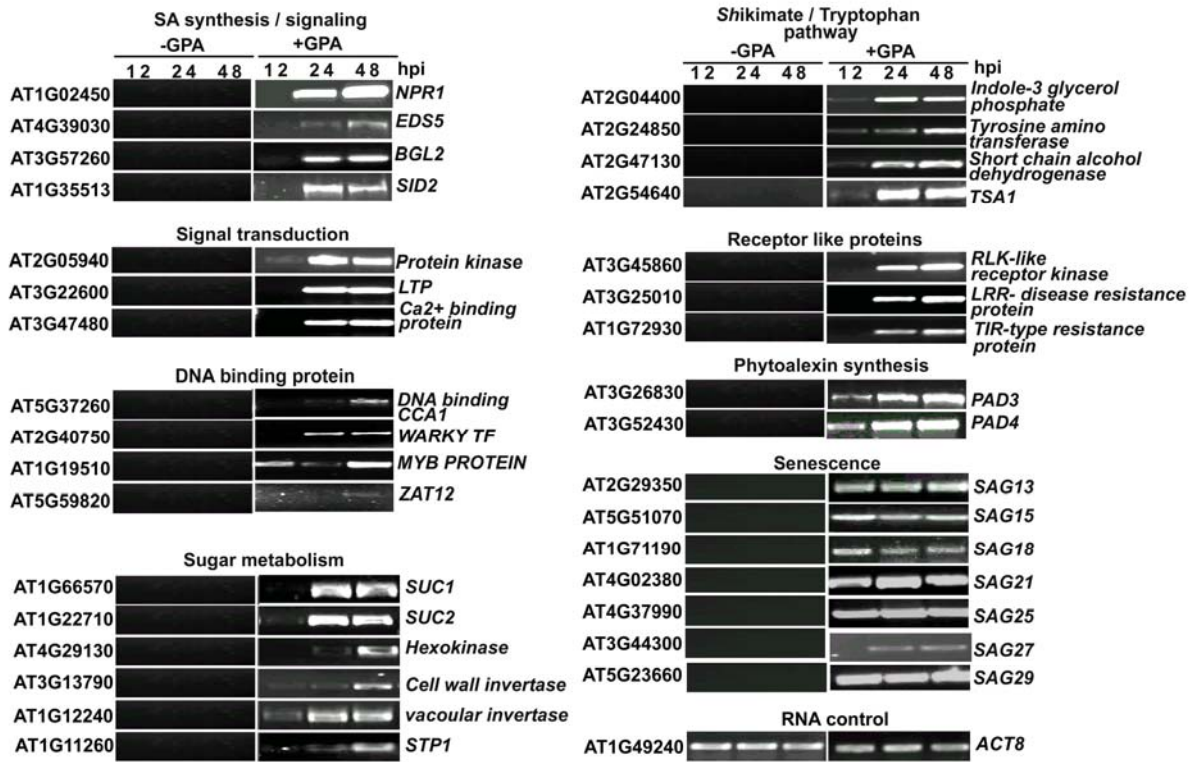 SA synthesis / signaling
-GPA +GPA
12 24 48 12 24 48 hpi
AT1G02450 NPR1
AT4G39030 EDS5
AT3G57260 BGL2
AT1G35513 SID2
Signal transduction
AT2G05940 Protein kinase
AT3G22600 LTP
AT3G47480 Ca2+ binding
protein
DNA binding protein
AT5G37260 DNA binding
CCA1
AT2G40750 WARKY TF
AT1G19510 MYB PROTEIN
AT5G59820 ZAT12
Sugar metabolism
AT1G66570 SUC1
AT1G22710 SUC2
AT4G29130 Hexokinase
AT3G13790 Cell wall invertase
AT1G12240 vacoular invertase
AT1G11260 STP1
Shikimate / Tryptophan
pathway
-GPA +GPA
12 24 48 12 24 48 hpi
AT2G04400 Indole-3 glycerol
phosphate
AT2G24850 Tyrosine amino
transferase
AT2G47130 Short chain alcohol
dehydrogenase
AT2G54640 TSA1
Receptor like proteins
AT3G45860 RLK-like
receptor kinase
AT3G25010 LRR- disease resistance
protein
AT1G72930 TIR-type resistance
protein
Phytoalexin synthesis
AT3G26830 PAD3
AT3G52430 PAD4
Senescence
AT2G29350 SAG13
AT5G51070 SAG15
AT1G71190 SAG18
AT4G02380 SAG21
AT4G37990 SAG25
AT3G44300 SAG27
AT5G23660 SAG29
RNA control
AT1G49240 ACT8